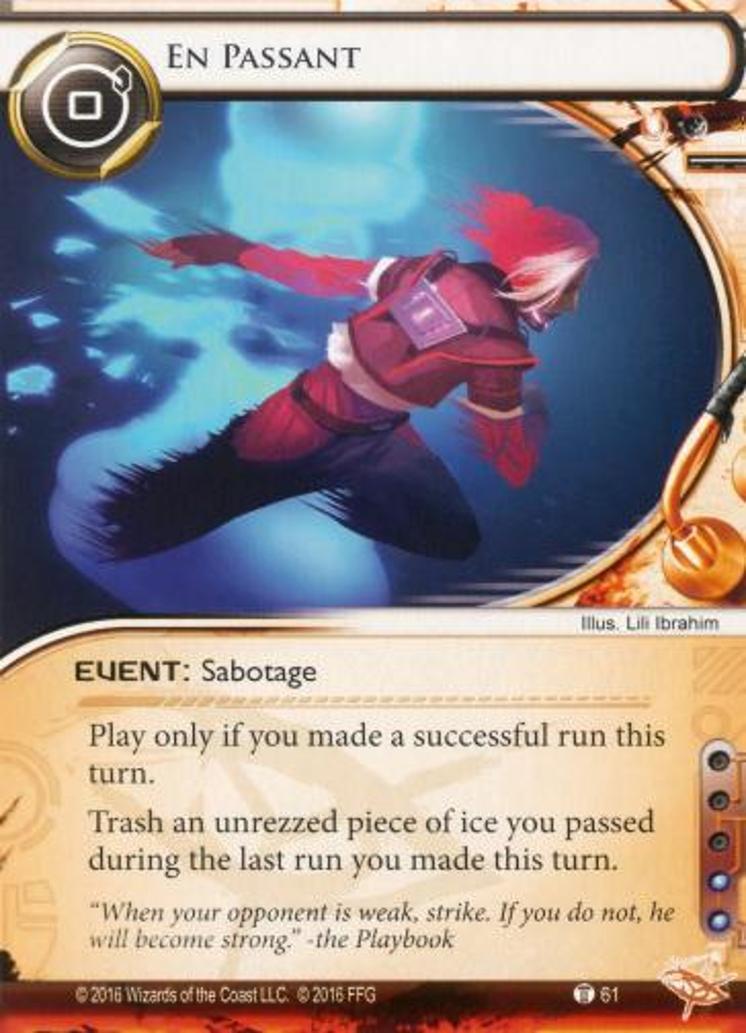 En Passant
Illus. Lili Ibrahim
EVENT: Sabotage
Play only if you made a successful run this
turn.
Trash an unrezzed piece of ice you passed
during the last run you made this turn.
“When your opponent is weak, strike. If you do not, he
will become strong.” -the Playbook
© 2016 Wizards of the Coast LLC. © 2016 FFG
61